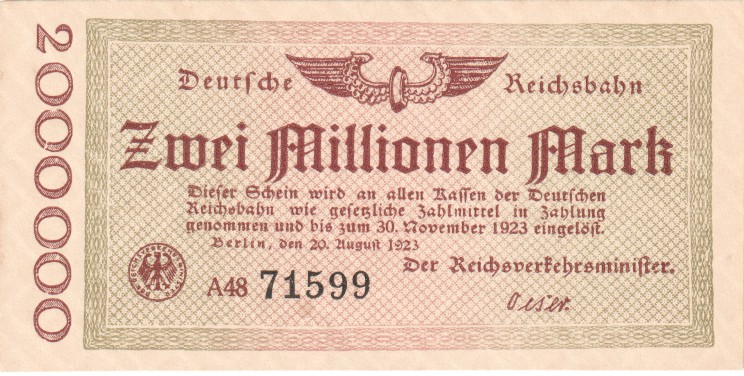 2000000
Deutsche Reichsbahn
Zwei Millionen Mark
Dieser Schein wird an allen Kassen der Deutschen
Reichsbahn wie gesetzliche Zahlmittel in Zahlung
genommen und bis zum 30. November 1923 eingelöst.
Berlin, den 20. August 1923
Der Reichsverkehrsminister.
A48 71599
Oeser.